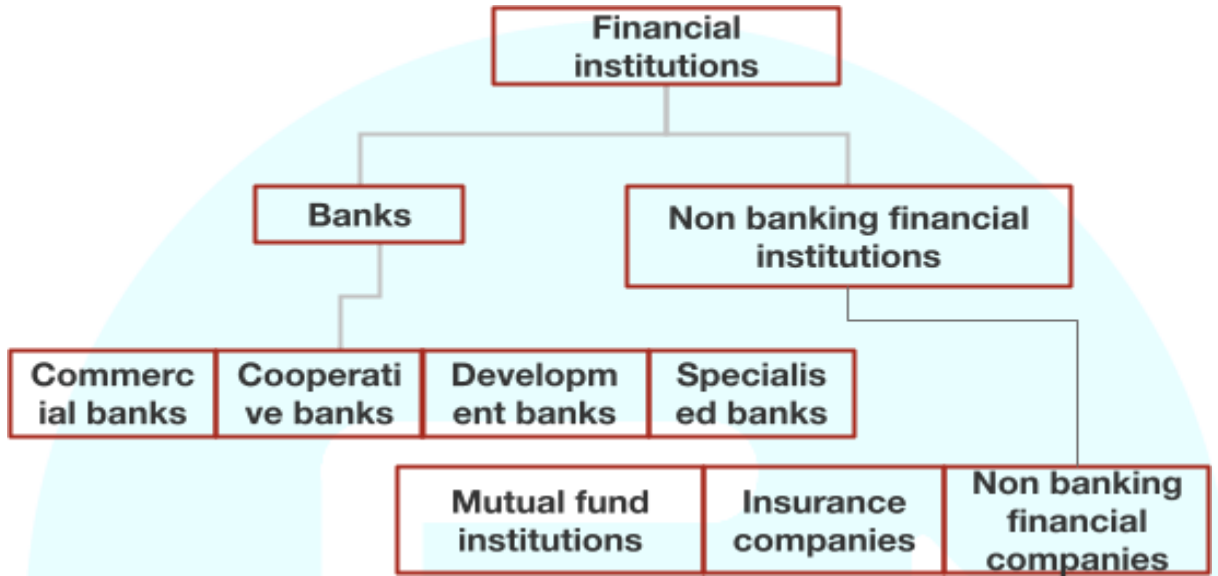 Financial
institutions
Banks
Non banking financial
institutions
Commerc
ial banks
Cooperati
ve banks
Developm
ent banks
Specialis
ed banks
Mutual fund
institutions
Insurance
companies
Non banking
financial
companies